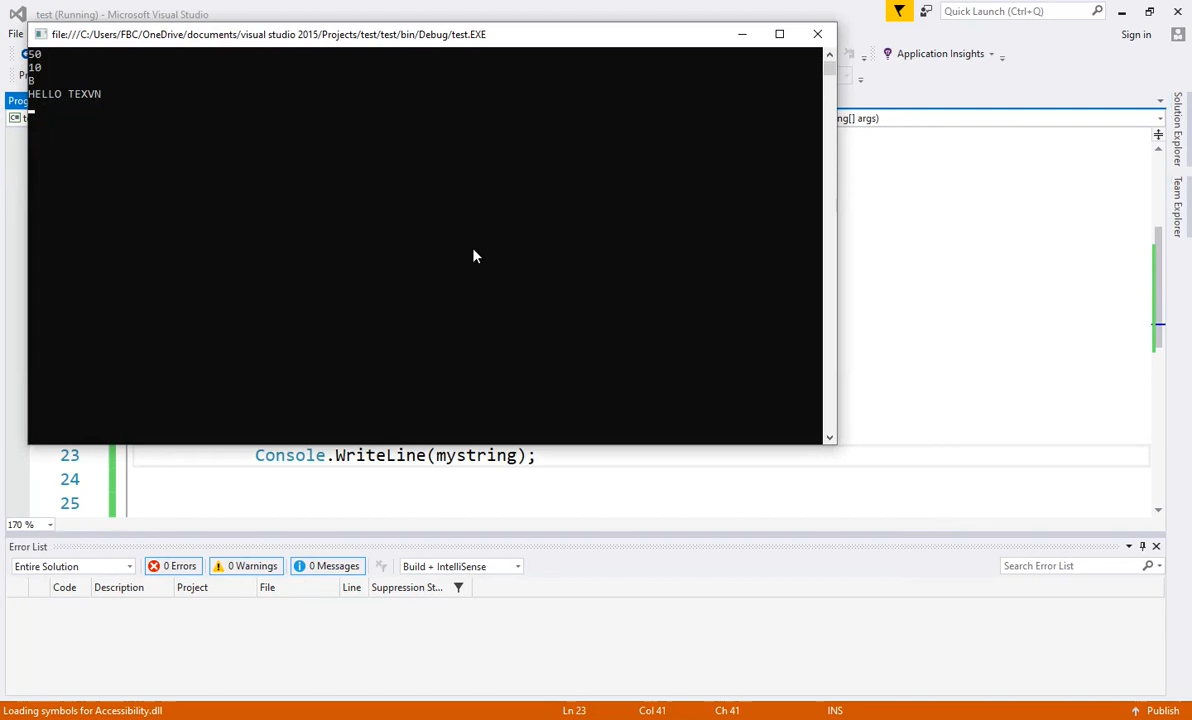 test (Running) - Microsoft Visual Studio
Quick Launch (Ctrl+Q)
file:///C:/Users/FBC/OneDrive/documents/visual studio 2015/Projects/test/test/bin/Debug/test.EXE
File
Sign in
50
10
B
HELLO TEXVN
Application Insights
ng[] args)
Solution Explorer
Team Explorer
23 Console.WriteLine(mystring);
24
25
170 %
Error List
Entire Solution
0 Errors
0 Warnings
0 Messages
Build + IntelliSense
Search Error List
Code
Description
Project
File
Line
Suppression St...
Loading symbols for Accessibility.dll
Ln 23
Col 41
Ch 41
INS
Publish